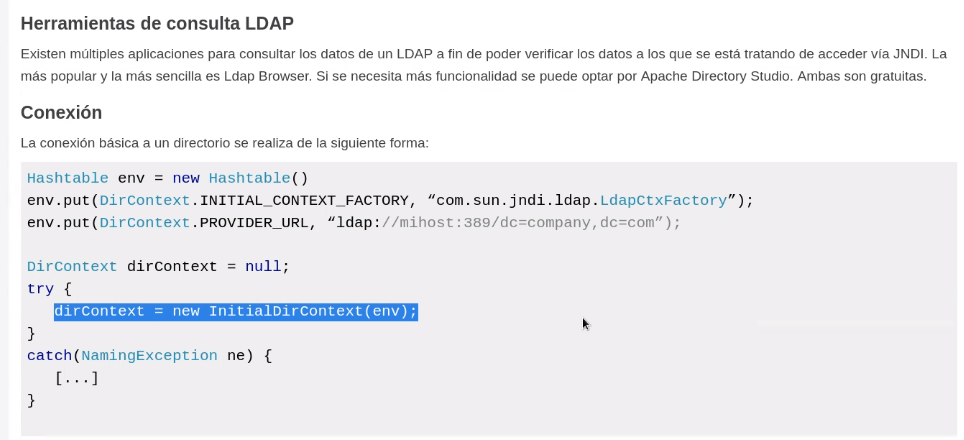 Herramientas de consulta LDAP
Existen múltiples aplicaciones para consultar los datos de un LDAP a fin de poder verificar los datos a los que se está tratando de acceder vía JNDI. La
más popular y la más sencilla es Ldap Browser. Si se necesita más funcionalidad se puede optar por Apache Directory Studio. Ambas son gratuitas.
Conexión
La conexión básica a un directorio se realiza de la siguiente forma:
Hashtable env = new Hashtable()
env.put(DirContext.INITIAL_CONTEXT_FACTORY, “com.sun.jndi.ldap.LdapCtxFactory”);
env.put(DirContext.PROVIDER_URL, “ldap://mihost:389/dc=company,dc=com”);
DirContext dirContext = null;
try {
dirContext = new InitialDirContext(env);
}
catch(NamingException ne) {
[...]
}